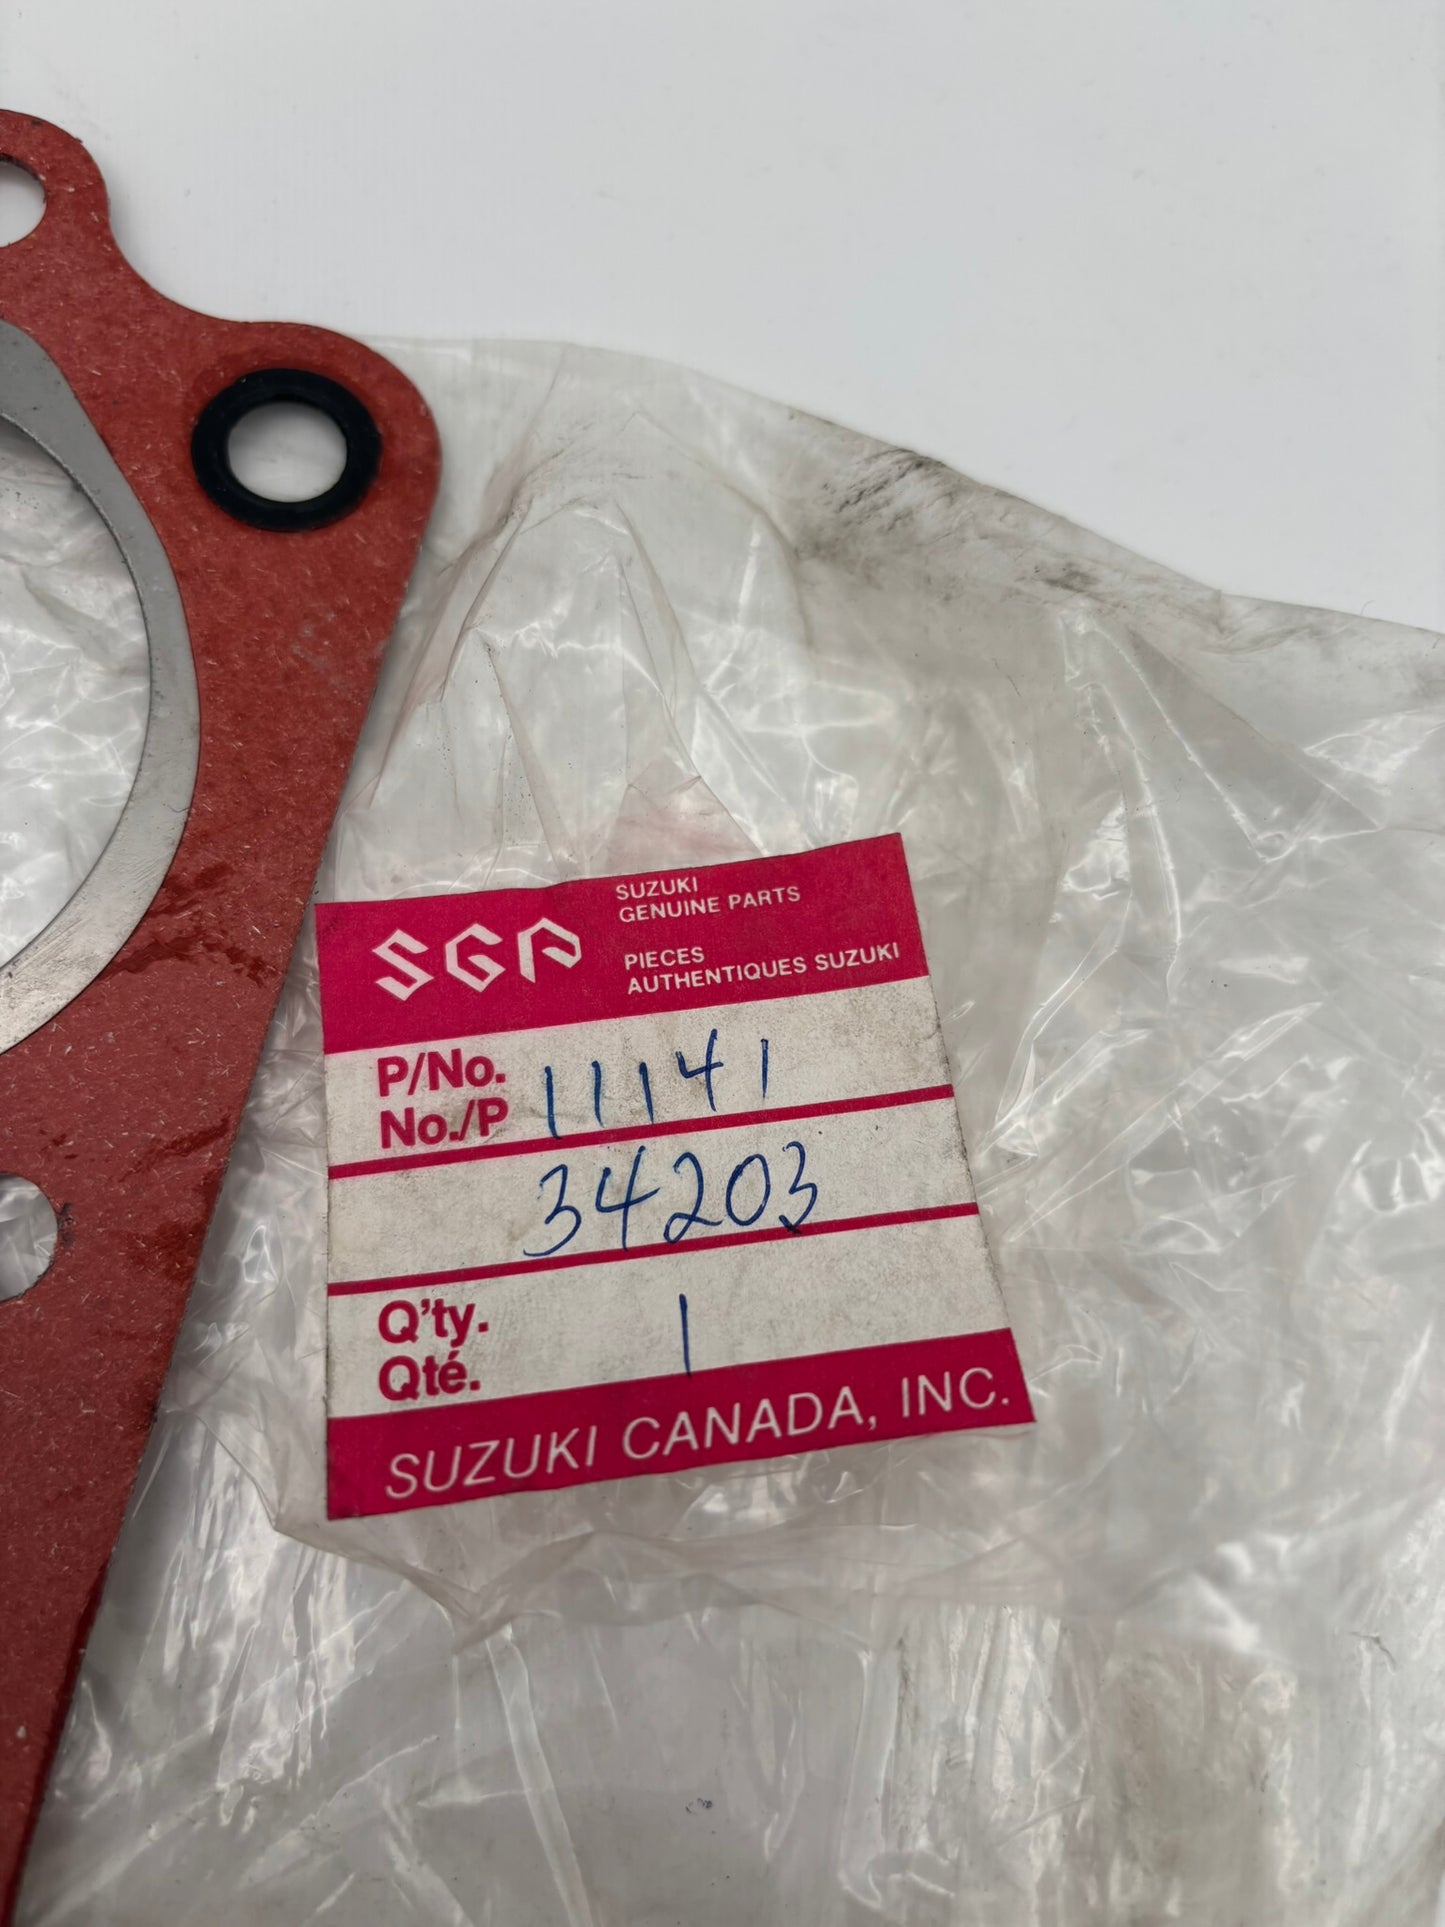 SGP
SUZUKI
GENUINE PARTS
PIECES
AUTHENTIQUES SUZUKI
P/No. 11141
No./P
34203
Q'ty. 1
Qté.
SUZUKI CANADA, INC.